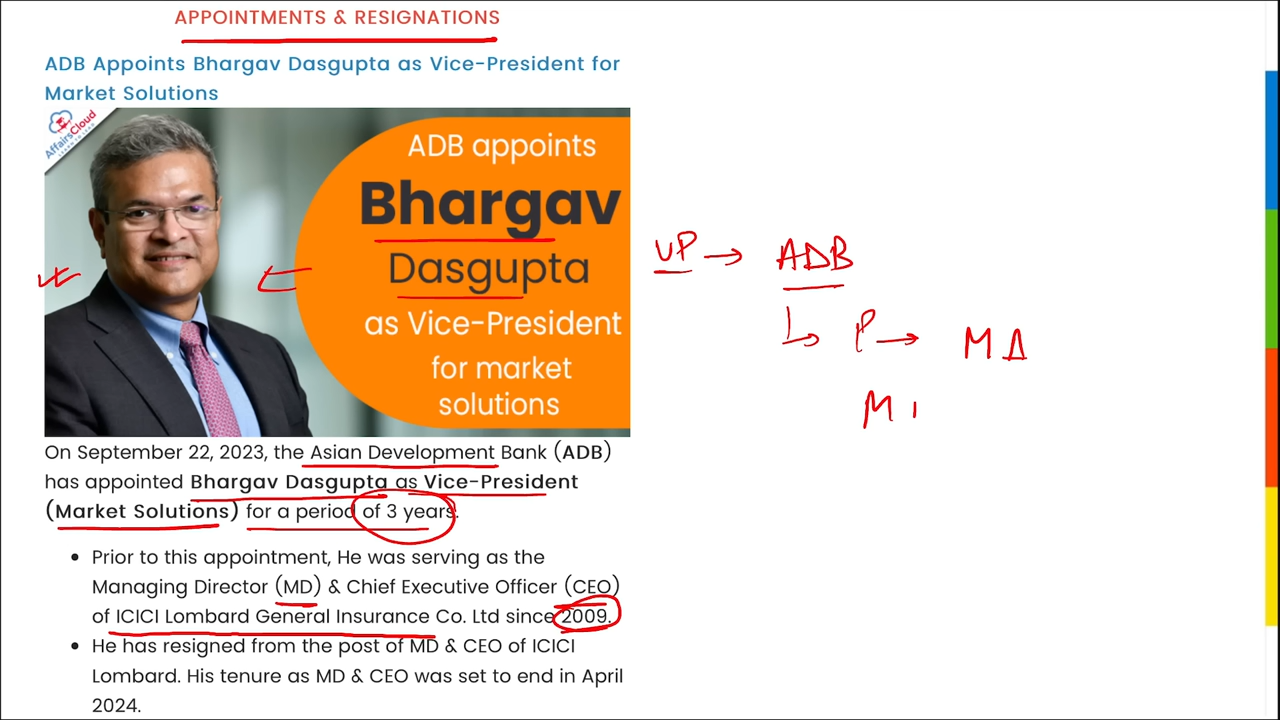 APPOINTMENTS & RESIGNATIONS
ADB Appoints Bhargav Dasgupta as Vice-President for
Market Solutions
AffairsCloud
ADB appoints
Bhargav
Dasgupta
as Vice-President
for market
solutions
VP → ADB
P → MA
M
On September 22, 2023, the Asian Development Bank (ADB)
has appointed Bhargav Dasgupta as Vice-President
(Market Solutions) for a period of 3 years.
• Prior to this appointment, He was serving as the
Managing Director (MD) & Chief Executive Officer (CEO)
of ICICI Lombard General Insurance Co. Ltd since 2009.
• He has resigned from the post of MD & CEO of ICICI
Lombard. His tenure as MD & CEO was set to end in April
2024.